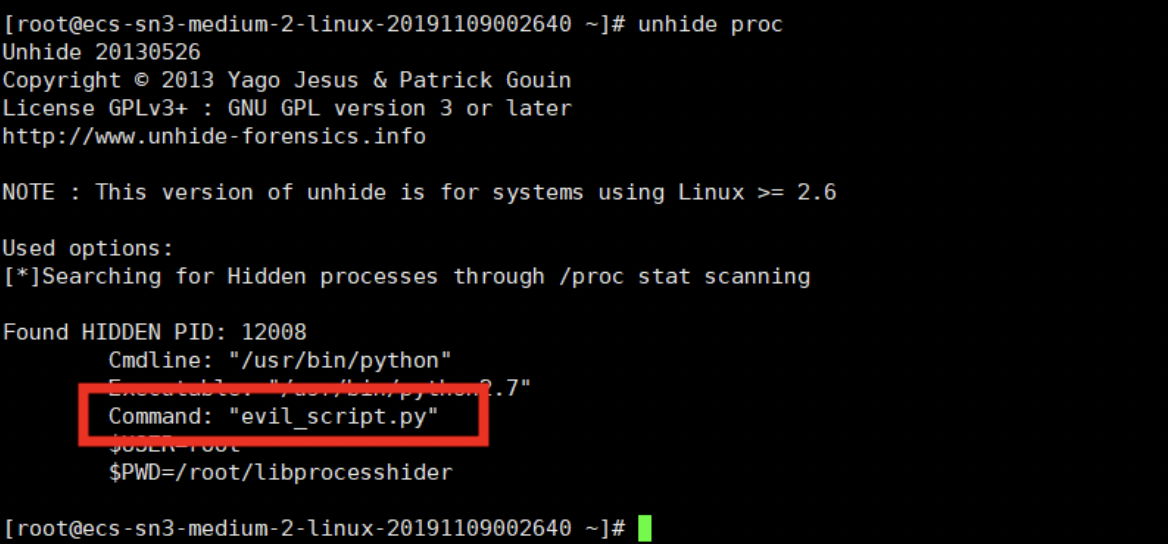 [root@ecs-sn3-medium-2-linux-20191109002640 ~]# unhide proc
Unhide 20130526
Copyright © 2013 Yago Jesus & Patrick Gouin
License GPLv3+ : GNU GPL version 3 or later
http://www.unhide-forensics.info
NOTE : This version of unhide is for systems using Linux >= 2.6
Used options:
[*]Searching for Hidden processes through /proc stat scanning
Found HIDDEN PID: 12008
Cmdline: "/usr/bin/python"
Executable: "/usr/bin/python2.7"
Command: "evil_script.py"
$USER=root
$PWD=/root/libprocesshider
[root@ecs-sn3-medium-2-linux-20191109002640 ~]#